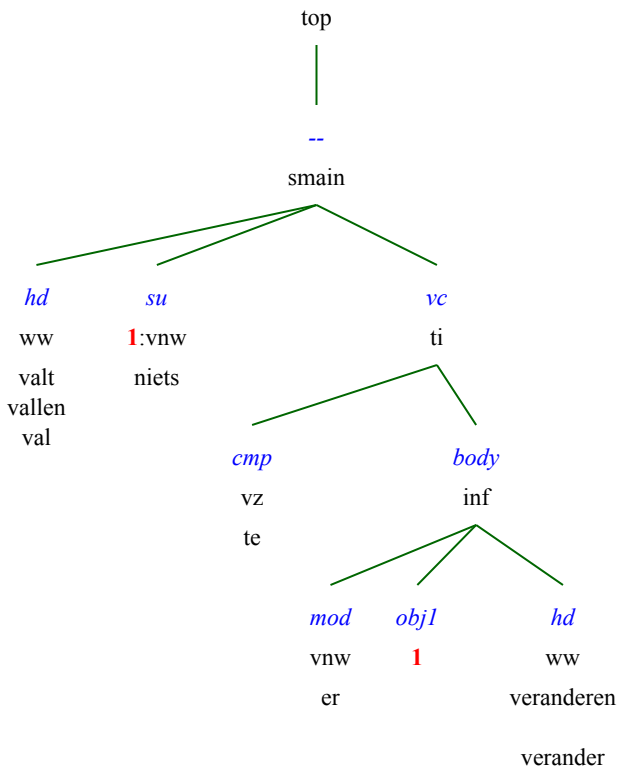 top
--
smain
hd su vc
ww 1:vnw ti
valt niets
vallen
val
cmp body
vz inf
te
mod obj1 hd
vnw 1 ww
er veranderen
verander